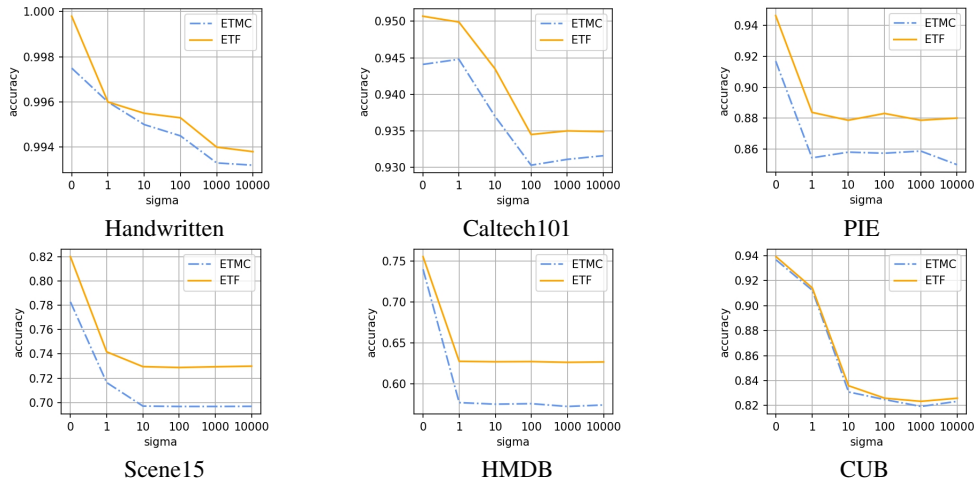 1.000
0.998
0.996
0.994
accuracy
ETMC
ETF
0 1 10 100 1000 10000
sigma
Handwritten
0.950
0.945
0.940
0.935
0.930
accuracy
ETMC
ETF
0 1 10 100 1000 10000
sigma
Caltech101
0.94
0.92
0.90
0.88
0.86
accuracy
ETMC
ETF
0 1 10 100 1000 10000
sigma
PIE
0.82
0.80
0.78
0.76
0.74
0.72
0.70
accuracy
ETMC
ETF
0 1 10 100 1000 10000
sigma
Scene15
0.75
0.70
0.65
0.60
accuracy
ETMC
ETF
0 1 10 100 1000 10000
sigma
HMDB
0.94
0.92
0.90
0.88
0.86
0.84
0.82
accuracy
ETMC
ETF
0 1 10 100 1000 10000
sigma
CUB